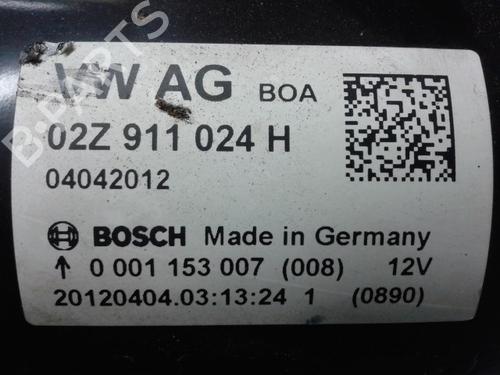 VW AG BOA
02Z 911 024 H
04042012
BOSCH Made in Germany
↑ 0 001 153 007 (008) 12V
20120404.03:13:24 1 (0890)
B-PARTS